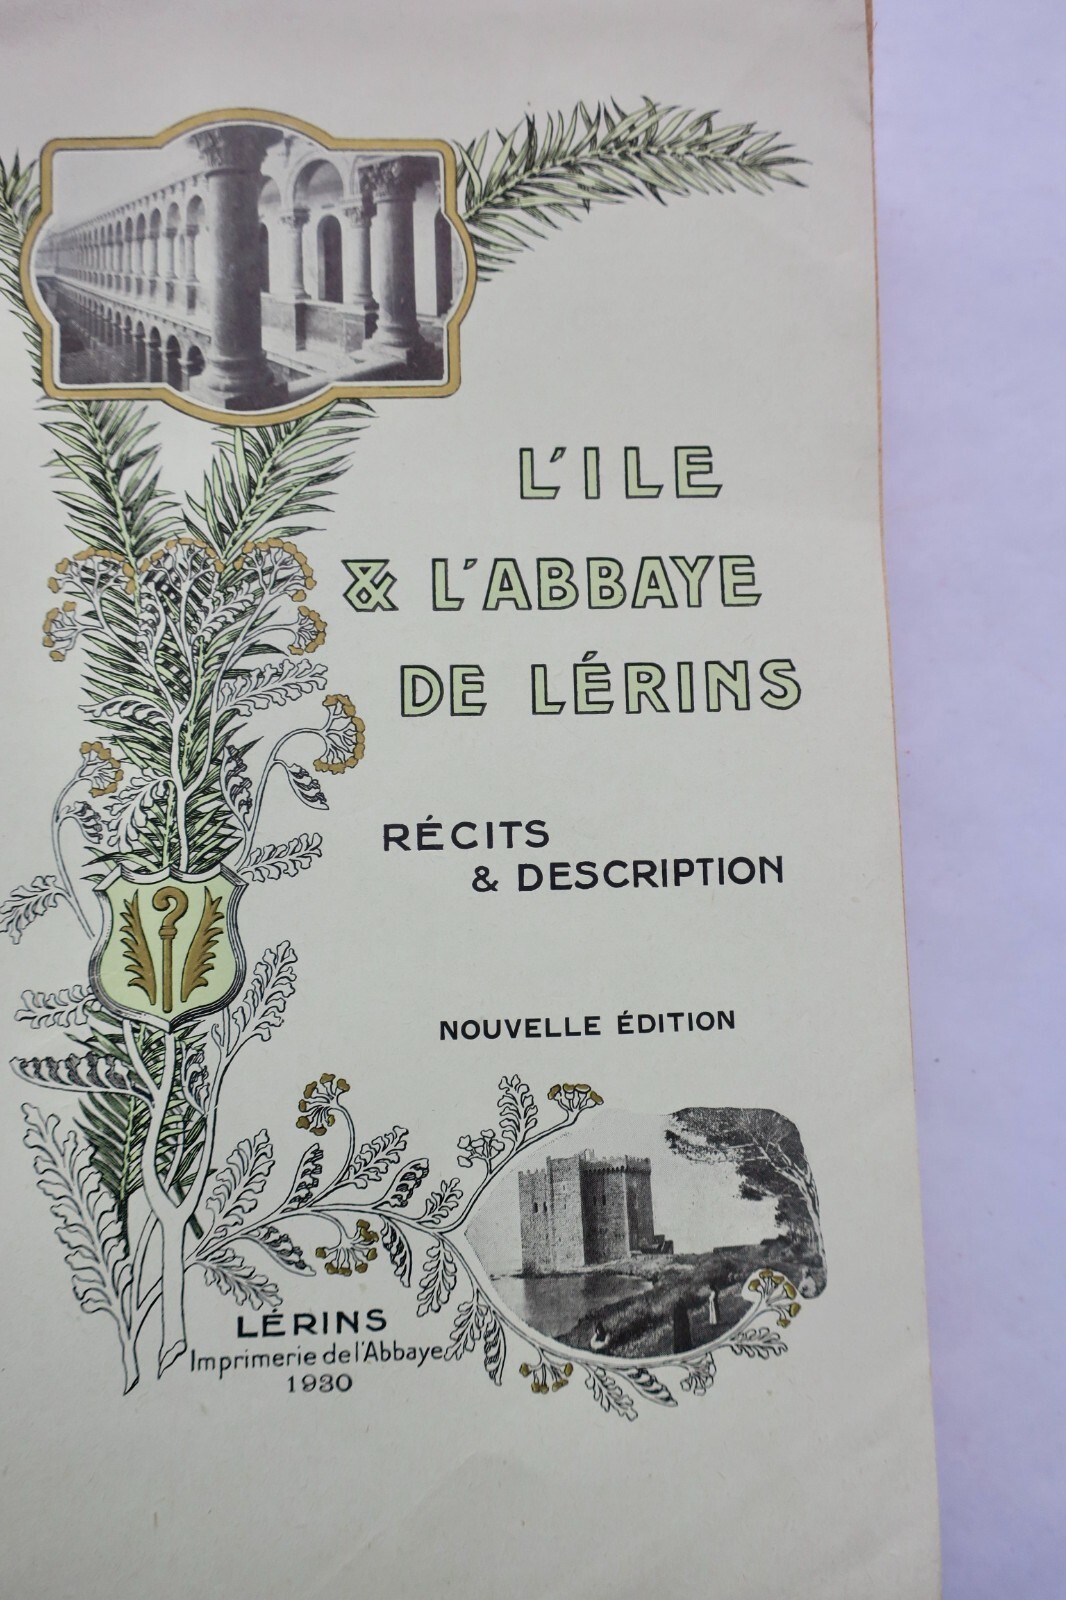 L'ILE
& L'ABBAYE
DE LÉRINS
RÉCITS
& DESCRIPTION
NOUVELLE ÉDITION
LÉRINS
Imprimerie de l'Abbaye
1930